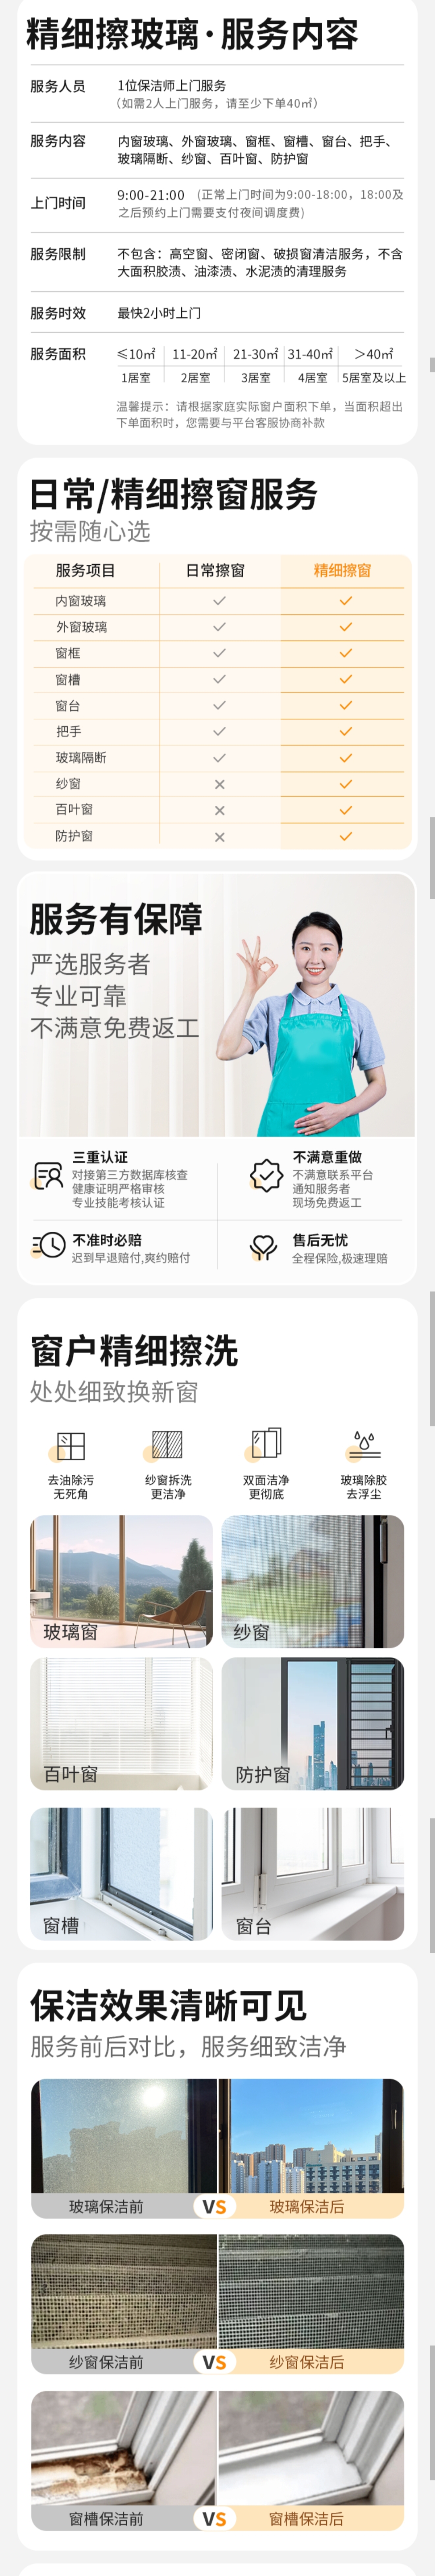 精细擦玻璃·服务内容
服务人员
1位保洁师上门服务
（如需2人上门服务，请至少下单40㎡）
服务内容
内窗玻璃、外窗玻璃、窗框、窗槽、窗台、把手、
玻璃隔断、纱窗、百叶窗、防护窗
上门时间
9:00-21:00 (正常上门时间为9:00-18:00，18:00及
之后预约上门需要支付夜间调度费)
服务限制
不包含：高空窗、密闭窗、破损窗清洁服务，不含
大面积胶渍、油漆渍、水泥渍的清理服务
服务时效
最快2小时上门
服务面积
≤10㎡ 11-20㎡ 21-30㎡ 31-40㎡ ＞40㎡
1居室 2居室 3居室 4居室 5居室及以上
温馨提示：请根据家庭实际窗户面积下单，当面积超出
下单面积时，您需要与平台客服协商补款
日常/精细擦窗服务
按需随心选
服务项目 日常擦窗 精细擦窗
内窗玻璃 ✓ ✓
外窗玻璃 ✓ ✓
窗框 ✓ ✓
窗槽 ✓ ✓
窗台 ✓ ✓
把手 ✓ ✓
玻璃隔断 ✓ ✓
纱窗 × ✓
百叶窗 × ✓
防护窗 × ✓
服务有保障
严选服务者
专业可靠
不满意免费返工
三重认证
对接第三方数据库核查
健康证明严格审核
专业技能考核认证
不满意重做
不满意联系平台
通知服务者
现场免费返工
不准时必赔
迟到早退赔付,爽约赔付
售后无忧
全程保险,极速理赔
窗户精细擦洗
处处细致换新窗
去油除污
无死角
纱窗拆洗
更洁净
双面洁净
更彻底
玻璃除胶
去浮尘
玻璃窗
纱窗
百叶窗
防护窗
窗槽
窗台
保洁效果清晰可见
服务前后对比，服务细致洁净
玻璃保洁前 VS 玻璃保洁后
纱窗保洁前 VS 纱窗保洁后
窗槽保洁前 VS 窗槽保洁后